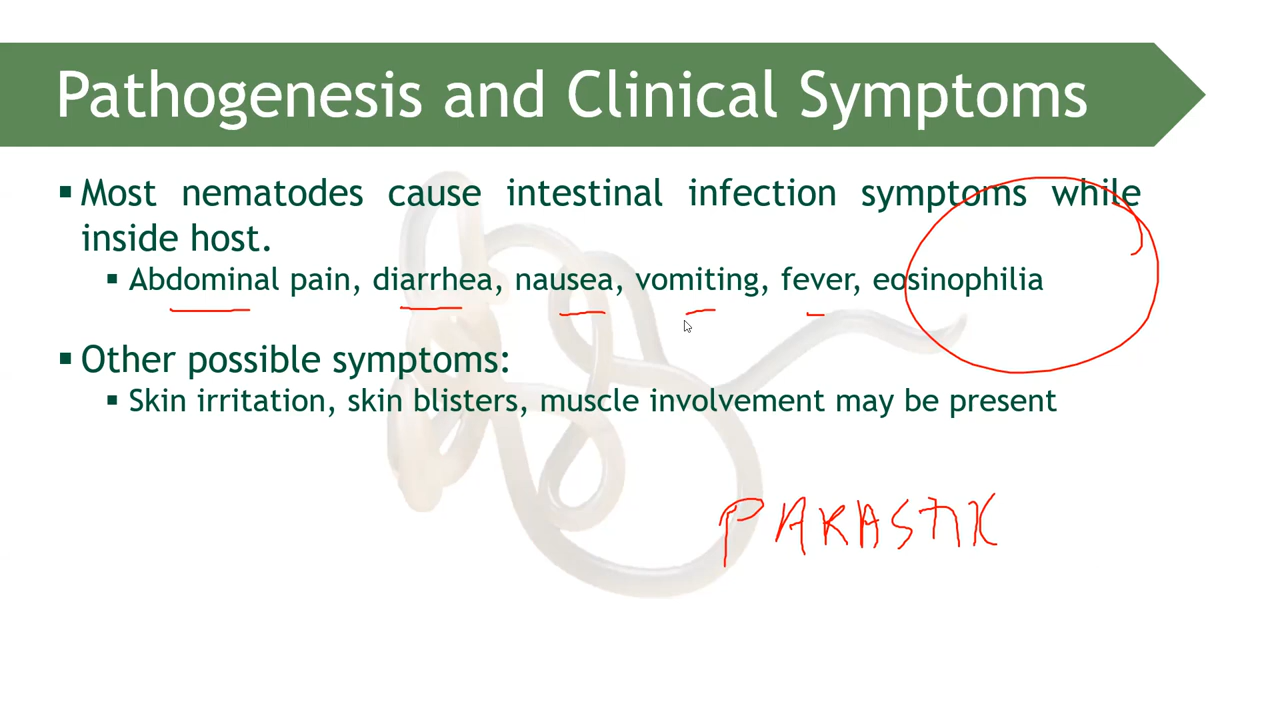 Pathogenesis and Clinical Symptoms
▪ Most nematodes cause intestinal infection symptoms while
inside host.
▪ Abdominal pain, diarrhea, nausea, vomiting, fever, eosinophilia
▪ Other possible symptoms:
▪ Skin irritation, skin blisters, muscle involvement may be present